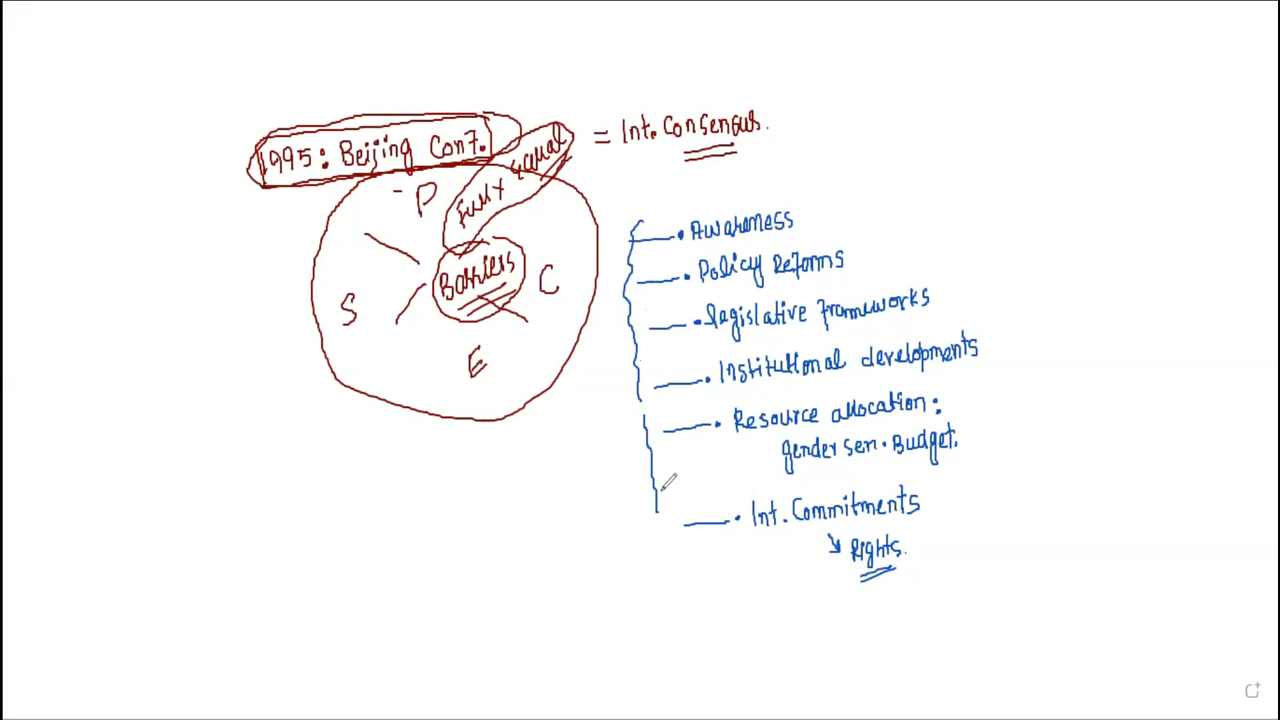 1995: Beijing Conf.
= Int. Consensus.
Full + Equal
- P
Barriers
C
S
E
• Awareness
• Policy Reforms
• Legislative frameworks
• Institutional developments
• Resource allocation:
gender sen. Budget.
• Int. Commitments
↘ Rights.